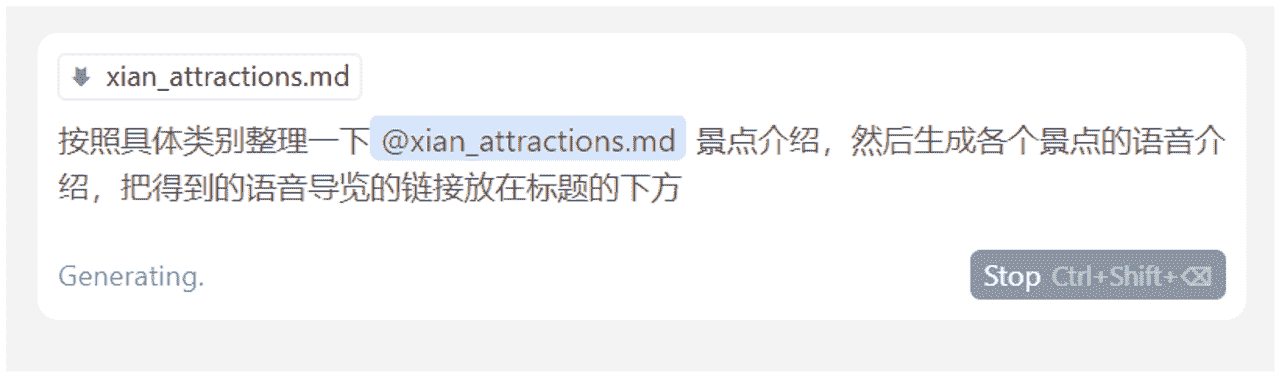 xian_attractions.md
按照具体类别整理一下 @xian_attractions.md 景点介绍，然后生成各个景点的语音介
绍，把得到的语音导览的链接放在标题的下方
Generating.
Stop Ctrl+Shift+⌫